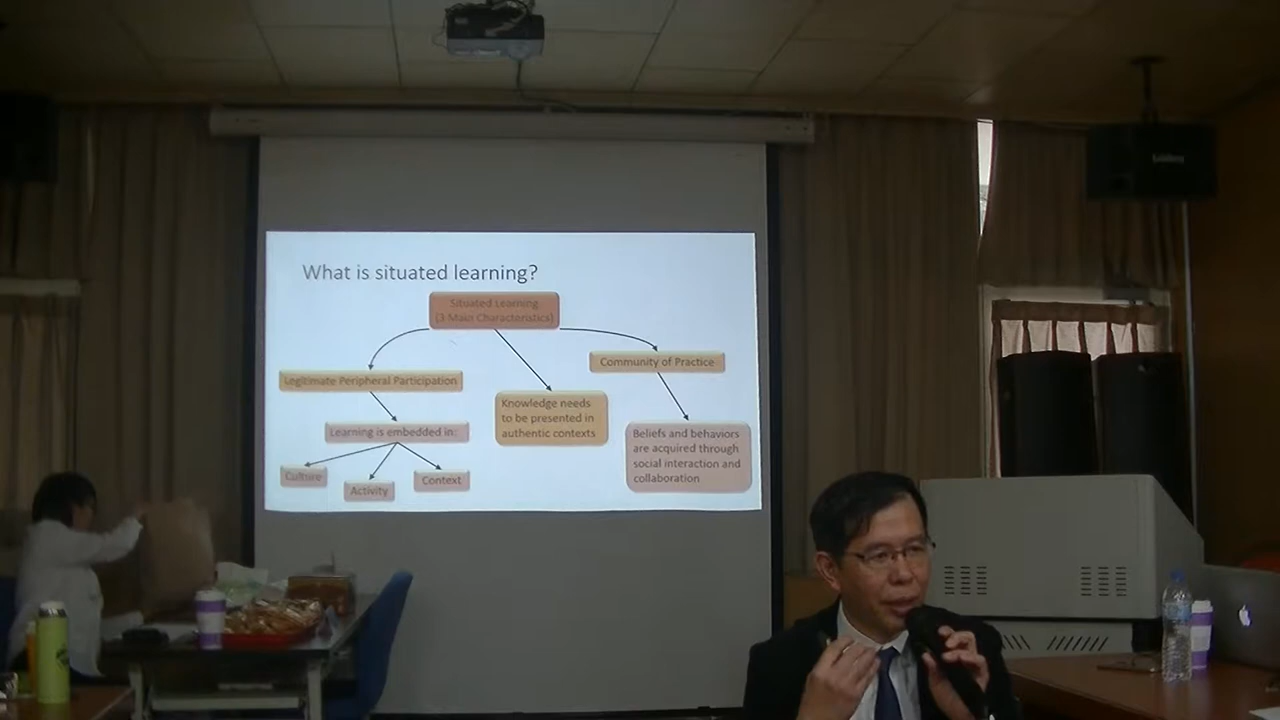 What is situated learning?
Situated Learning
(3 Main Characteristics)
Legitimate Peripheral Participation
Learning is embedded in:
Culture
Activity
Context
Knowledge needs
to be presented in
authentic contexts
Community of Practice
Beliefs and behaviors
are acquired through
social interaction and
collaboration